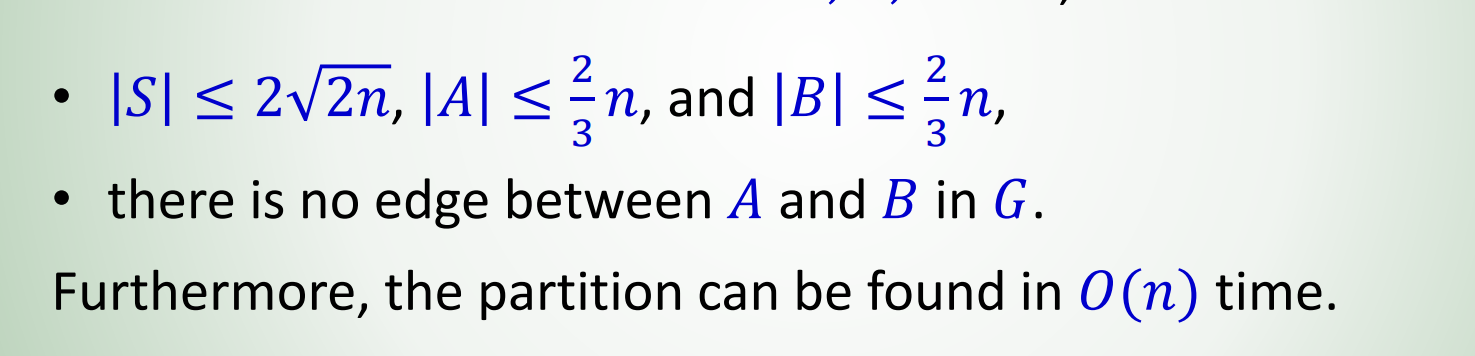 • |S| ≤ 2√2n, |A| ≤ 2/3 n, and |B| ≤ 2/3 n,
• there is no edge between A and B in G.
Furthermore, the partition can be found in O(n) time.